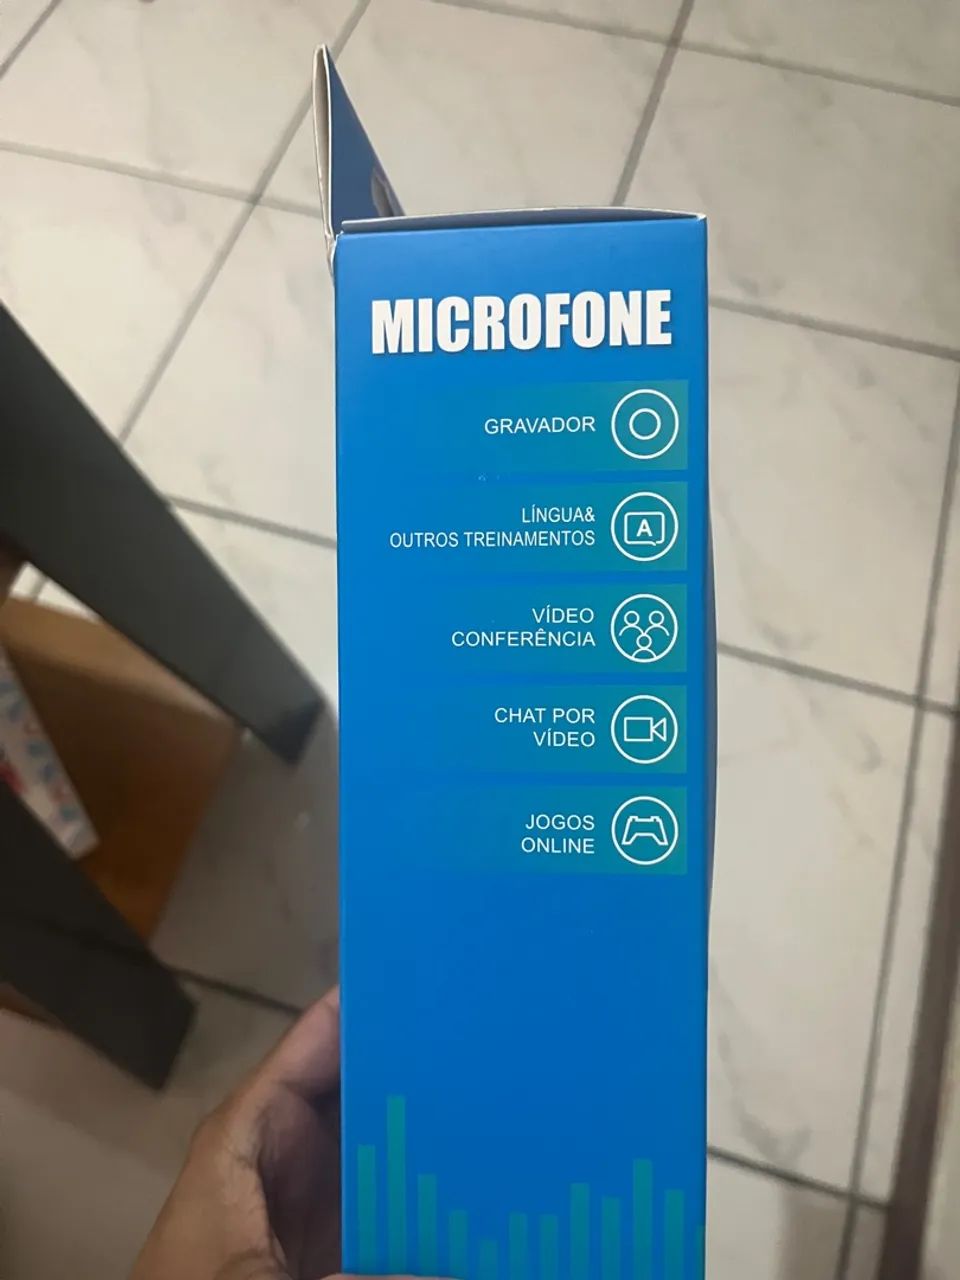 MICROFONE
GRAVADOR
LÍNGUA&
OUTROS TREINAMENTOS
A
VÍDEO
CONFERÊNCIA
CHAT POR
VÍDEO
JOGOS
ONLINE